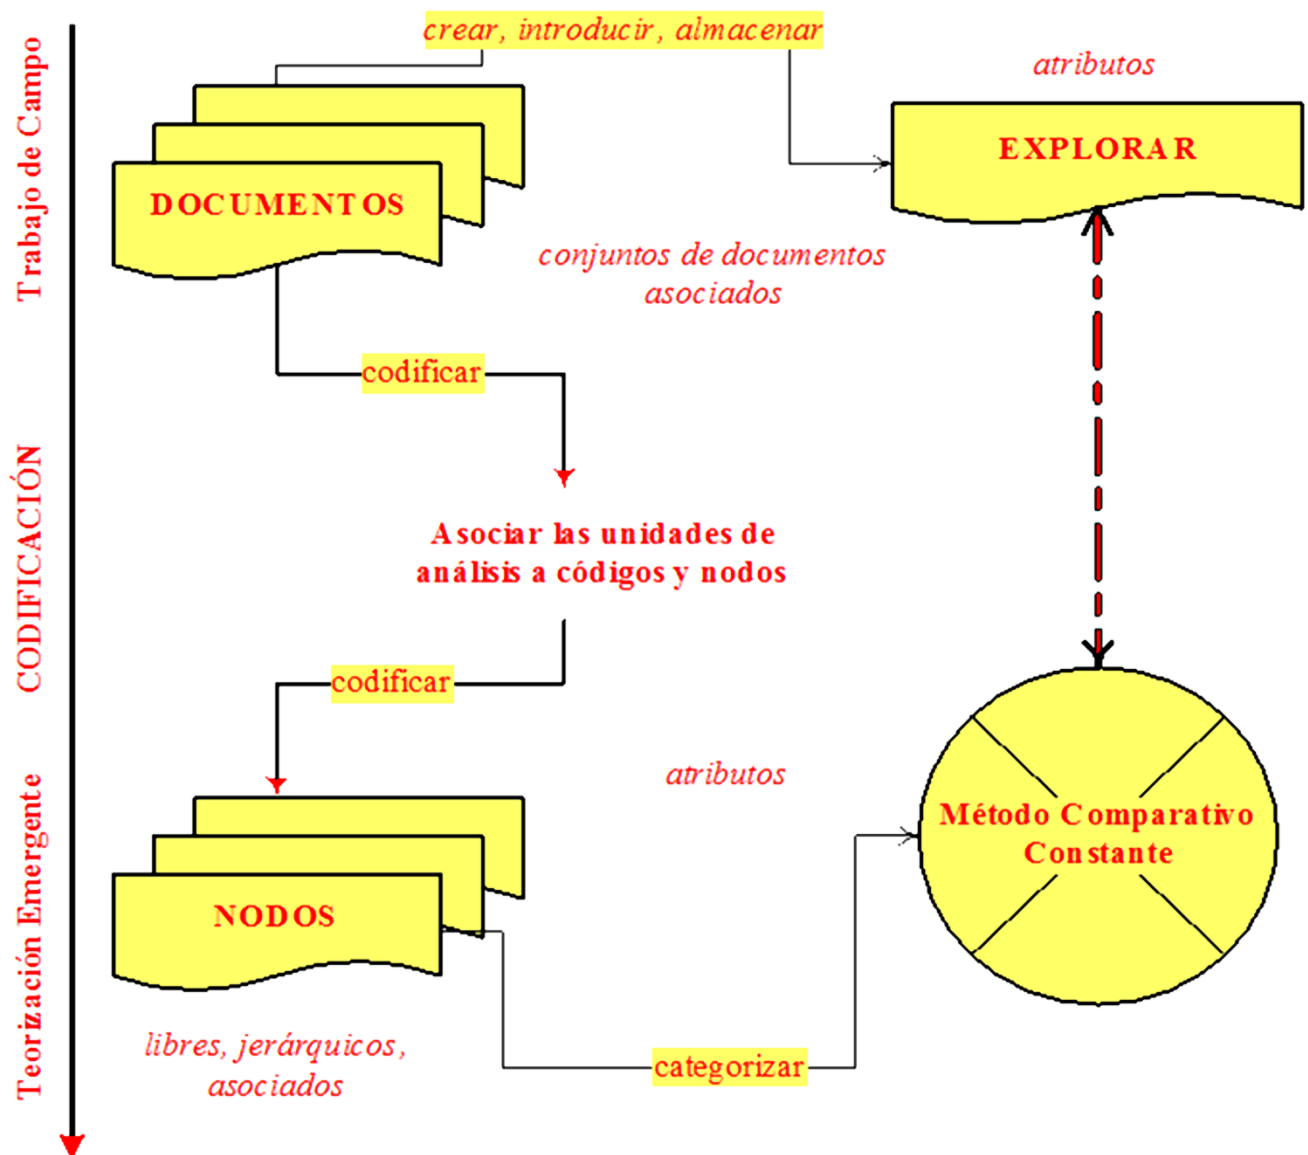 crear, introducir, almacenar
atributos
EXPLORAR
DOCUMENTOS
conjuntos de documentos
asociados
Trabajo de Campo
codificar
CODIFICACIÓN
Asociar las unidades de
análisis a códigos y nodos
codificar
atributos
Método Comparativo
Constante
NODOS
Teorización Emergente
libres, jerárquicos,
asociados
categorizar